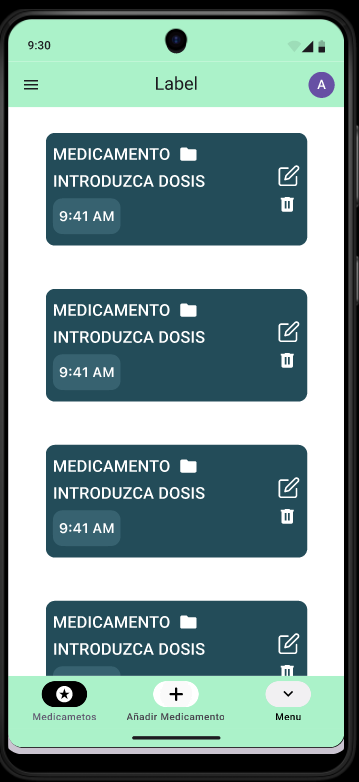 9:30
Label
A
MEDICAMENTO
INTRODUZCA DOSIS
9:41 AM
MEDICAMENTO
INTRODUZCA DOSIS
9:41 AM
MEDICAMENTO
INTRODUZCA DOSIS
9:41 AM
MEDICAMENTO
INTRODUZCA DOSIS
Medicametos
Añadir Medicamento
Menu